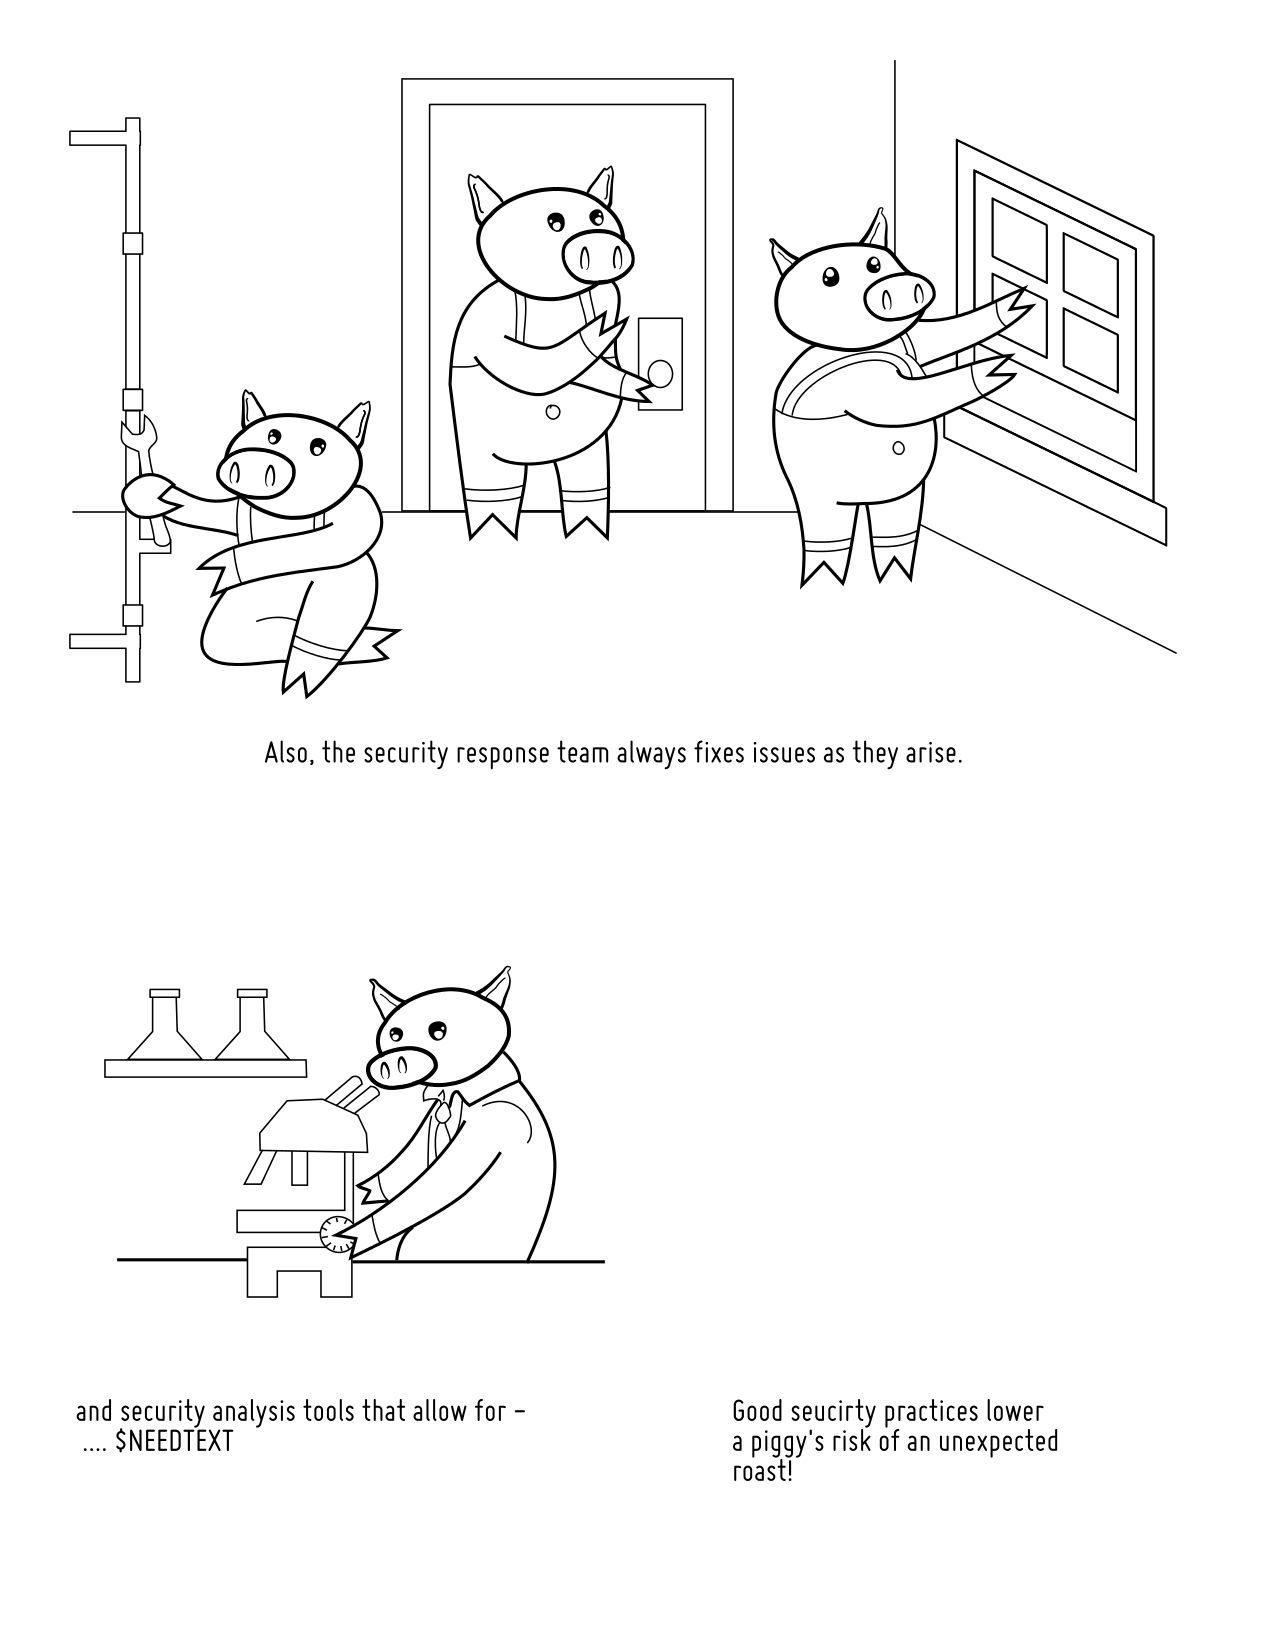 Also, the security response team always fixes issues as they arise.
and security analysis tools that allow for –
.... $NEEDTEXT
Good seucirty practices lower
a piggy's risk of an unexpected
roast!